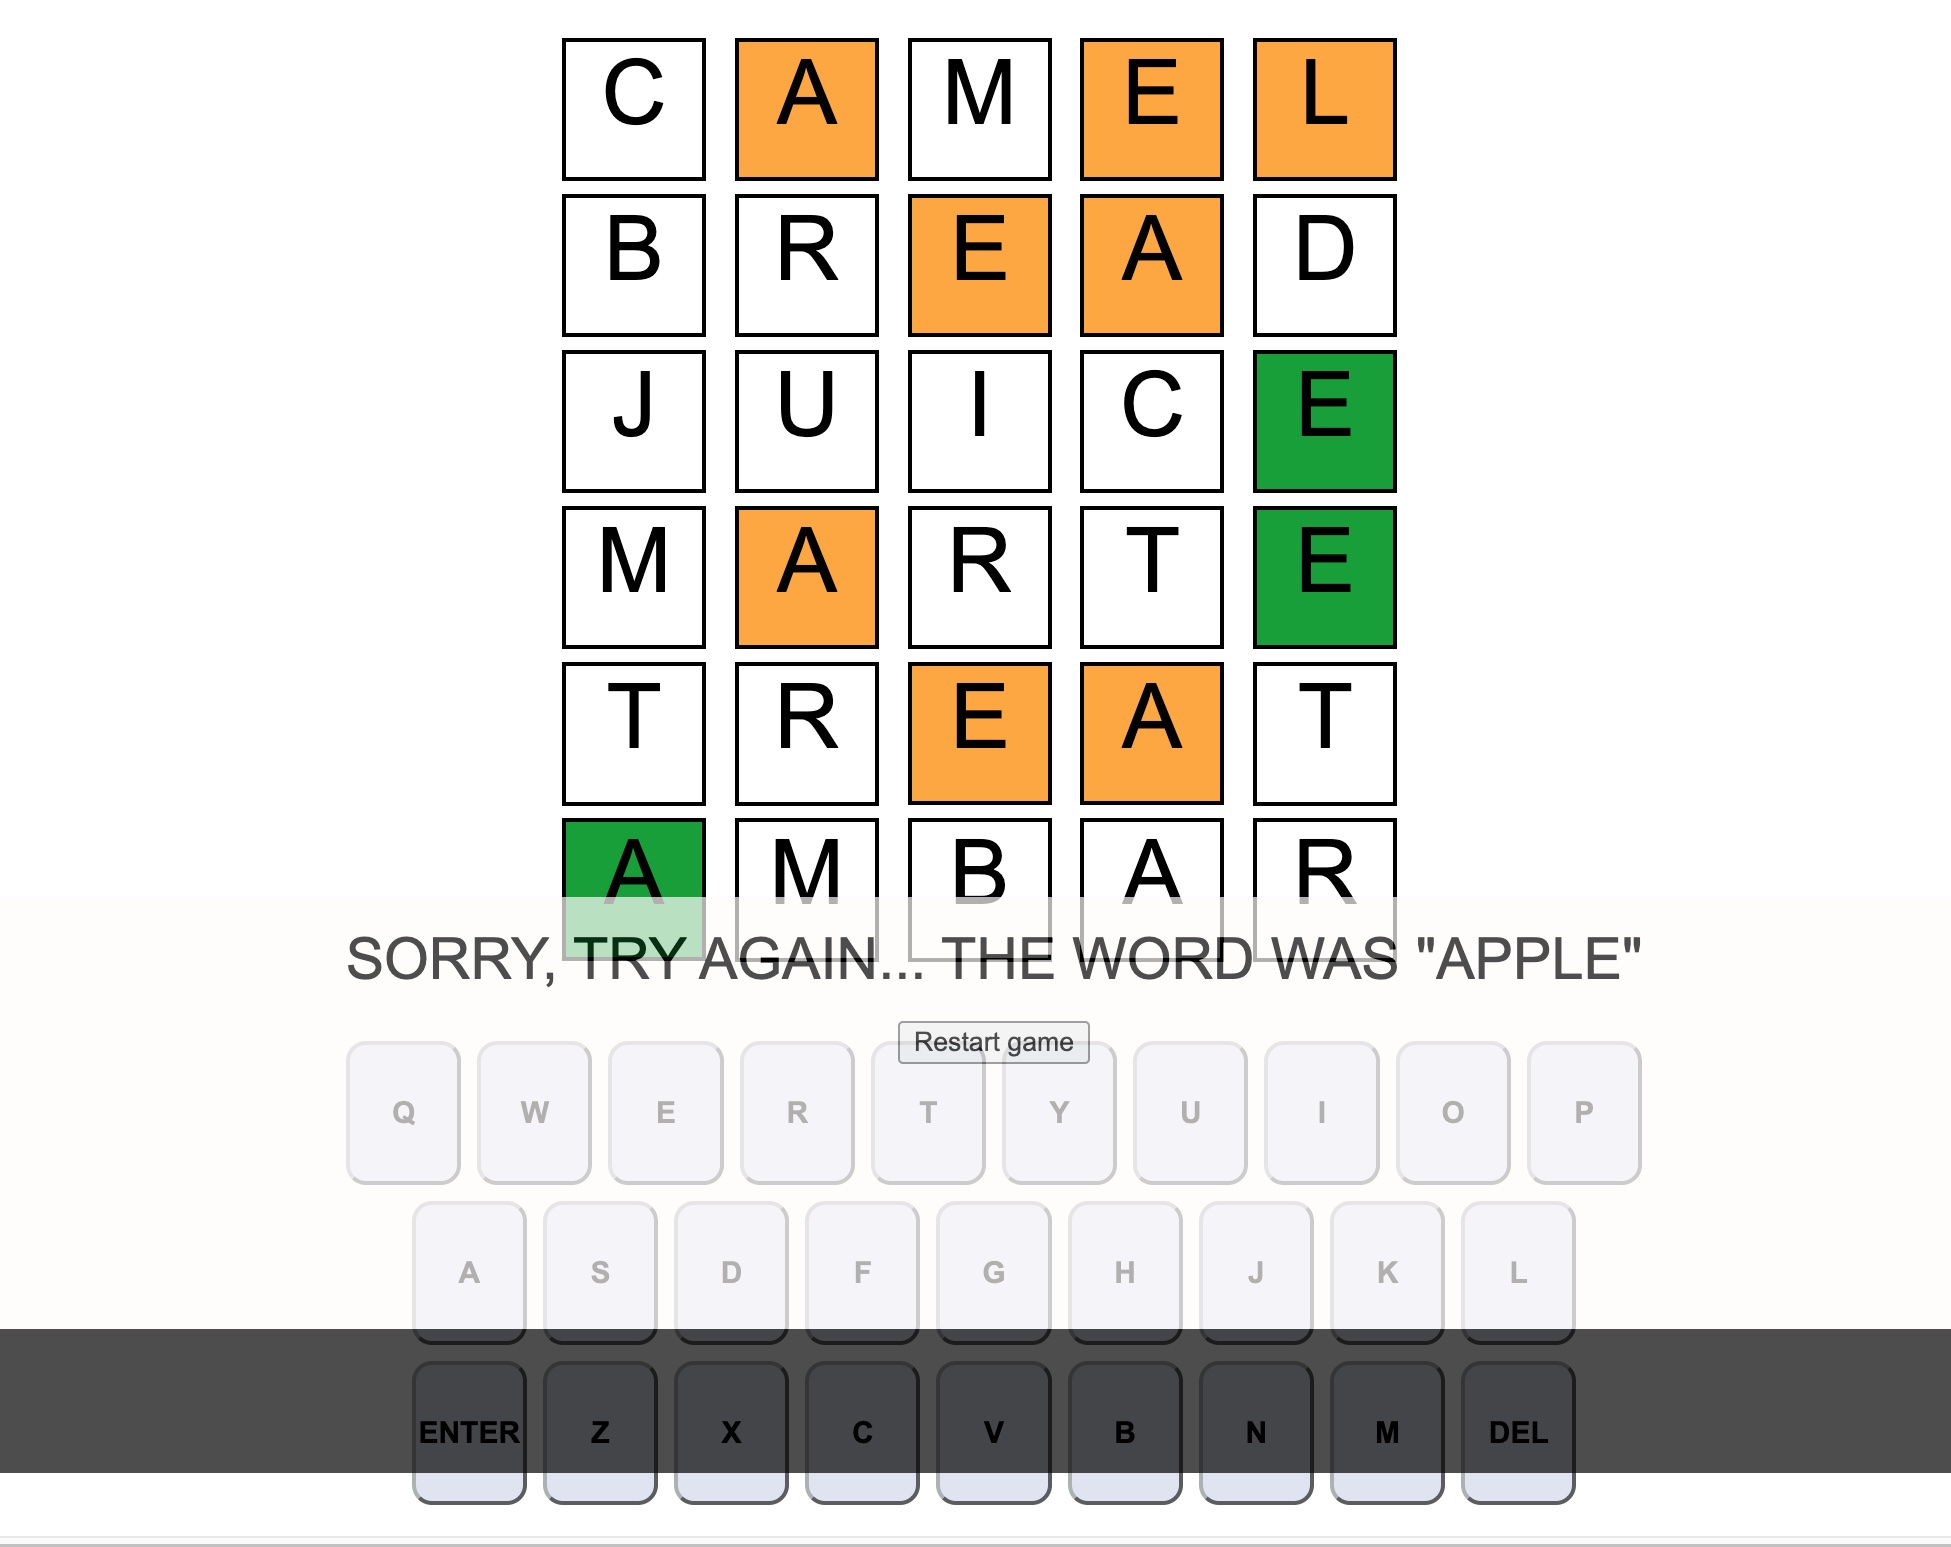 C A M E L
B R E A D
J U I C E
M A R T E
T R E A T
A M B A R
SORRY, TRY AGAIN... THE WORD WAS "APPLE"
Restart game
Q W E R T Y U I O P
A S D F G H J K L
ENTER Z X C V B N M DEL